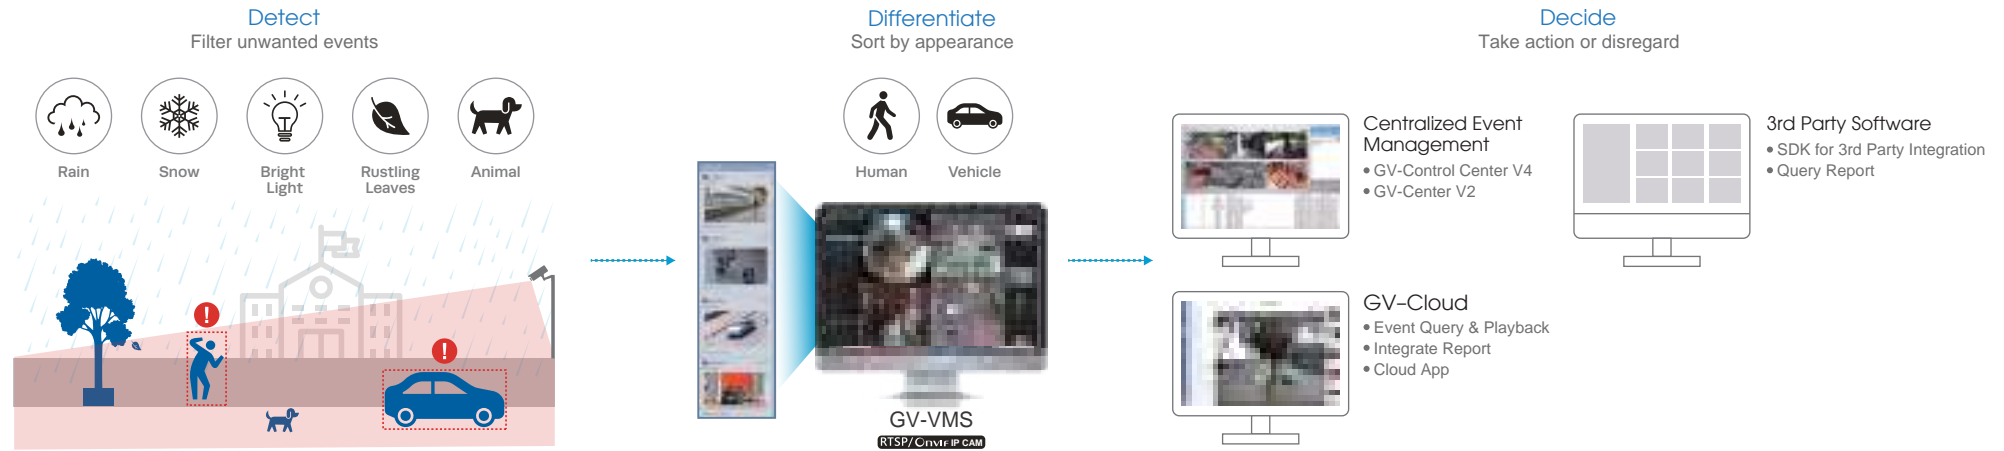 Detect
Filter unwanted events
Rain
Snow
Bright
Light
Rustling
Leaves
Animal
Differentiate
Sort by appearance
Human
Vehicle
GV-VMS
RTSP/ONVIF IP CAM
Decide
Take action or disregard
Centralized Event
Management
• GV-Control Center V4
• GV-Center V2
3rd Party Software
• SDK for 3rd Party Integration
• Query Report
GV-Cloud
• Event Query & Playback
• Integrate Report
• Cloud App